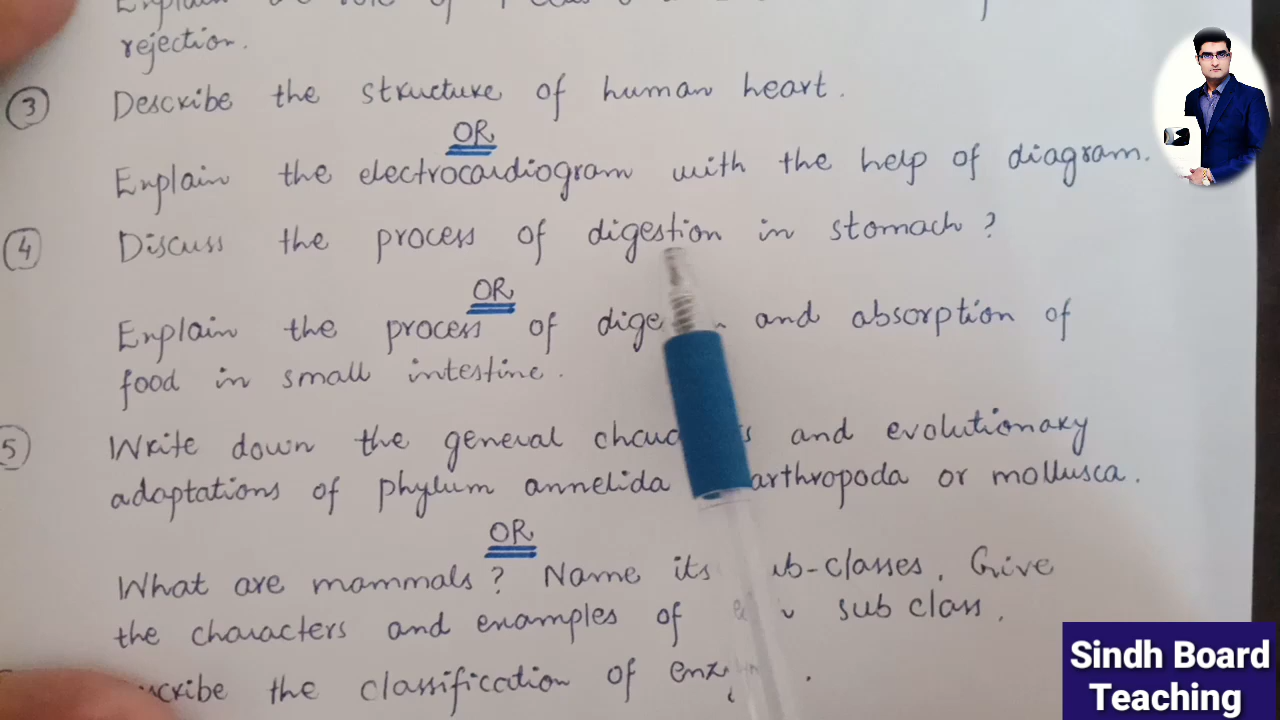 rejection.
3 Describe the structure of human heart.
OR
Explain the electrocardiogram with the help of diagram.
4 Discuss the process of digestion in stomach?
OR
Explain the process of and absorption of
food in small intestine.
5 Write down the general and evolutionary
adaptations of phylum annelida arthropoda or mollusca.
OR
What are mammals? Name its Give
the characters and examples of sub class.
the classification of
Sindh Board
Teaching